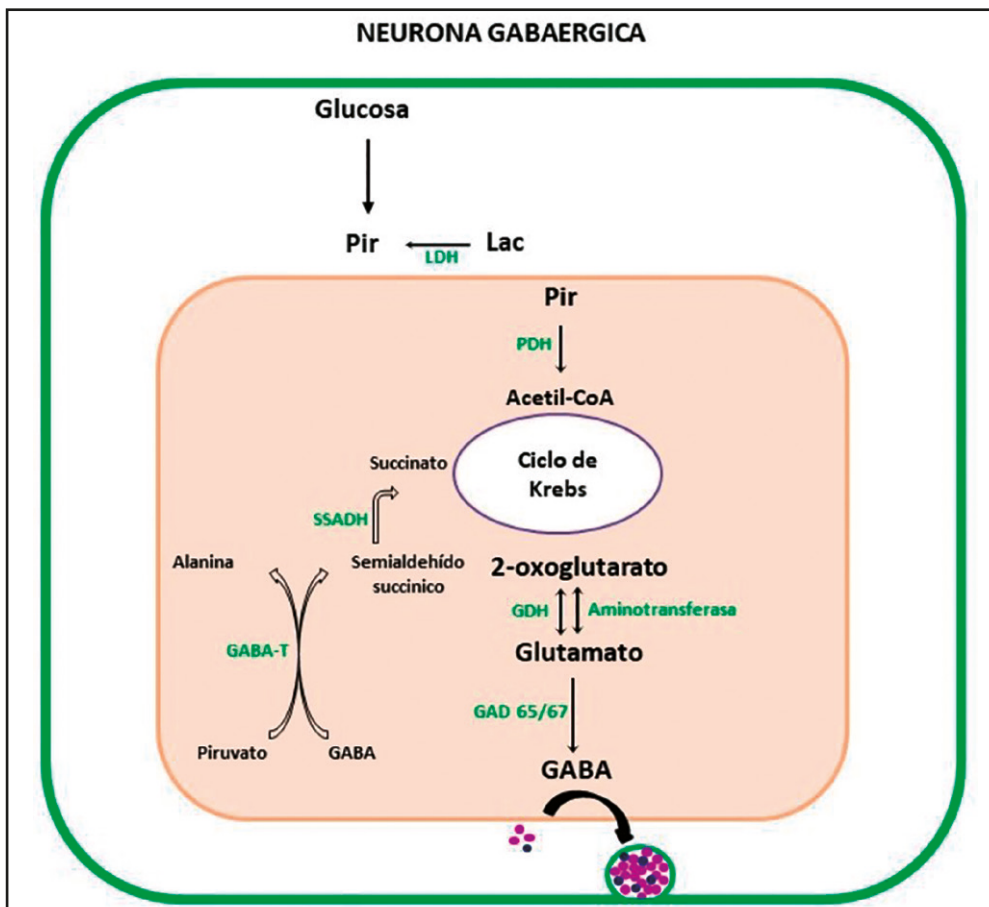 NEURONA GABAERGICA
Glucosa
Pir
LDH
Lac
Pir
PDH
Acetil-CoA
Ciclo de
Krebs
Succinato
SSADH
Semialdehído
succinico
Alanina
GABA-T
Piruvato
GABA
2-oxoglutarato
GDH
Aminotransferasa
Glutamato
GAD 65/67
GABA